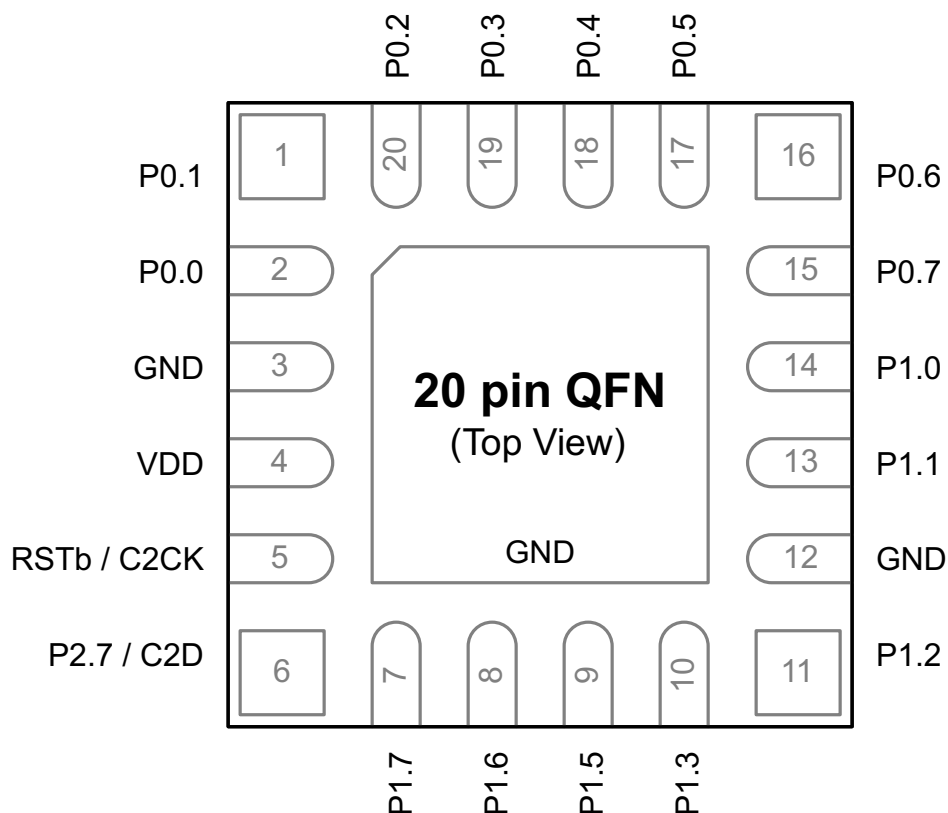 P0.2
P0.3
P0.4
P0.5
1
20
19
18
17
16
P0.1
P0.6
P0.0
2
15
P0.7
GND
3
14
P1.0
20 pin QFN
(Top View)
VDD
4
13
P1.1
RSTb / C2CK
5
GND
12
GND
P2.7 / C2D
6
7
8
9
10
11
P1.2
P1.7
P1.6
P1.5
P1.3